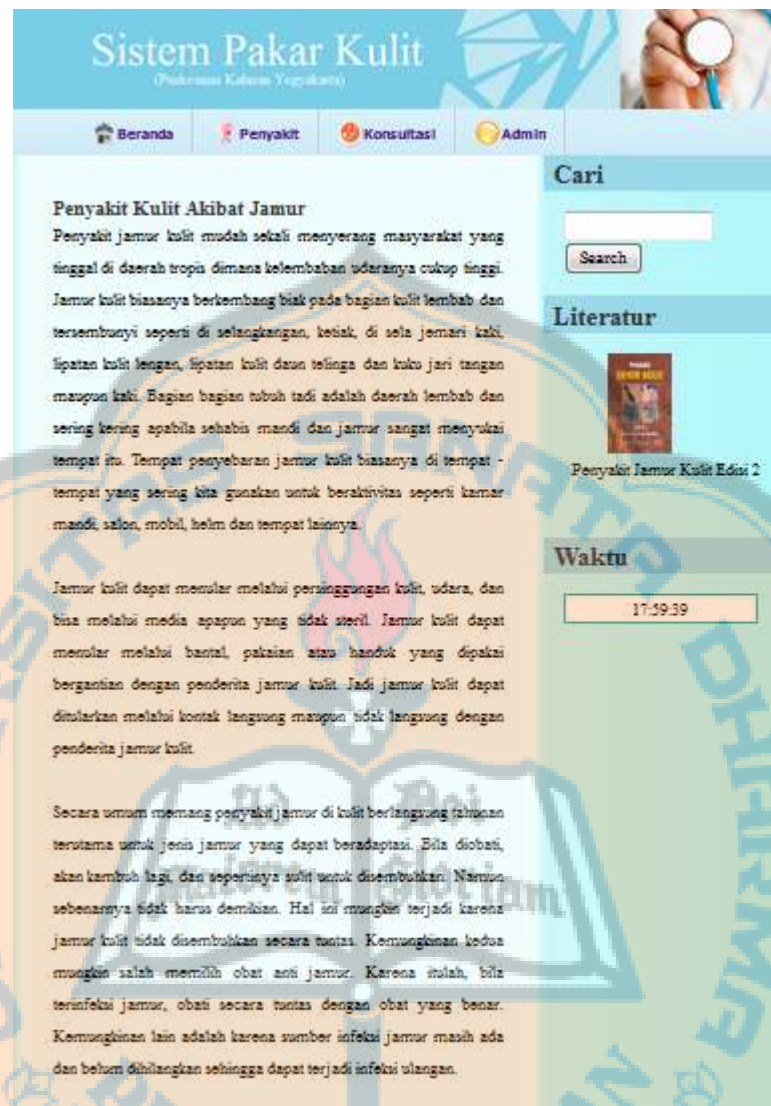 Sistem Pakar Kulit
(Puskesmas Kalasan Yogyakarta)
Beranda
Penyakit
Konsultasi
Admin
Penyakit Kulit Akibat Jamur
Penyakit jamur kulit mudah sekali menyerang masyarakat yang
tinggal di daerah tropis dimana kelembaban udaranya cukup tinggi.
Jamur kulit biasanya berkembang biak pada bagian kulit lembab dan
tersembunyi seperti di selangkangan, ketiak, di sela jemari kaki,
lipatan kulit lengan, lipatan kulit daun telinga dan kuku jari tangan
maupun kaki. Bagian bagian tubuh tadi adalah daerah lembab dan
sering kering apabila sehabis mandi dan jamur sangat menyukai
tempat itu. Tempat penyebaran jamur kulit biasanya di tempat -
tempat yang sering kita gunakan untuk beraktivitas seperti kamar
mandi, salon, mobil, helm dan tempat lainnya.
Jamur kulit dapat menular melalui persinggungan kulit, udara, dan
bisa melalui media apapun yang tidak steril. Jamur kulit dapat
menular melalui bantal, pakaian atau handuk yang dipakai
bergantian dengan penderita jamur kulit. Jadi jamur kulit dapat
ditularkan melalui kontak langsung maupun tidak langsung dengan
penderita jamur kulit.
Secara umum memang penyakit jamur di kulit berlangsung tahunan
terutama untuk jenis jamur yang dapat beradaptasi. Bila diobati,
akan kambuh lagi, dan sepertinya sulit untuk disembuhkan. Namun
sebenarnya tidak harus demikian. Hal ini mungkin terjadi karena
jamur kulit tidak disembuhkan secara tuntas. Kemungkinan kedua
mungkin salah memilih obat anti jamur. Karena itulah, bila
terinfeksi jamur, obati secara tuntas dengan obat yang benar.
Kemungkinan lain adalah karena sumber infeksi jamur masih ada
dan belum dihilangkan sehingga dapat terjadi infeksi ulangan.
Cari
Search
Literatur
Penyakit Jamur Kulit Edisi 2
Waktu
17:59:39
Ad Dei
Maiorem Gloriam
SANATA DHARMA